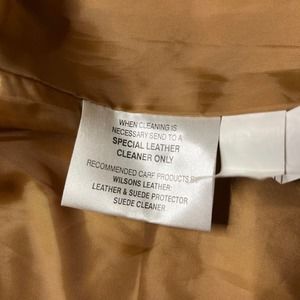 WHEN CLEANING IS
NECESSARY SEND TO A
SPECIAL LEATHER
CLEANER ONLY
RECOMMENDED CARE PRODUCTS BY
WILSONS LEATHER:
LEATHER & SUEDE PROTECTOR
SUEDE CLEANER